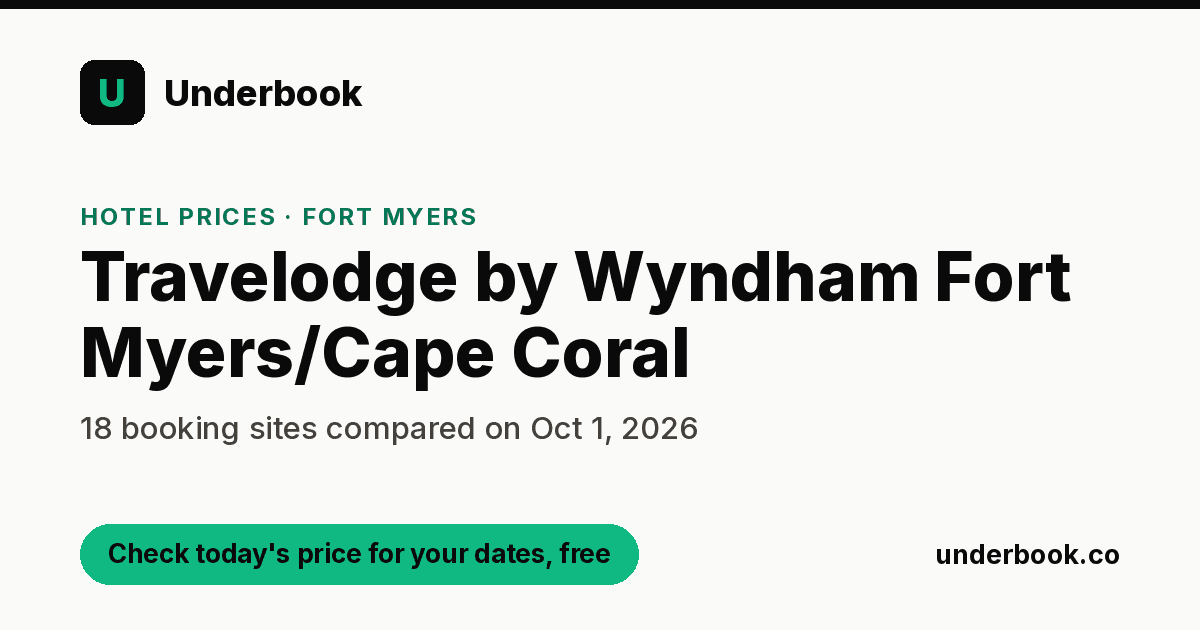 U Underbook
HOTEL PRICES · FORT MYERS
Travelodge by Wyndham Fort
Myers/Cape Coral
18 booking sites compared on Oct 1, 2026
Check today's price for your dates, free
underbook.co